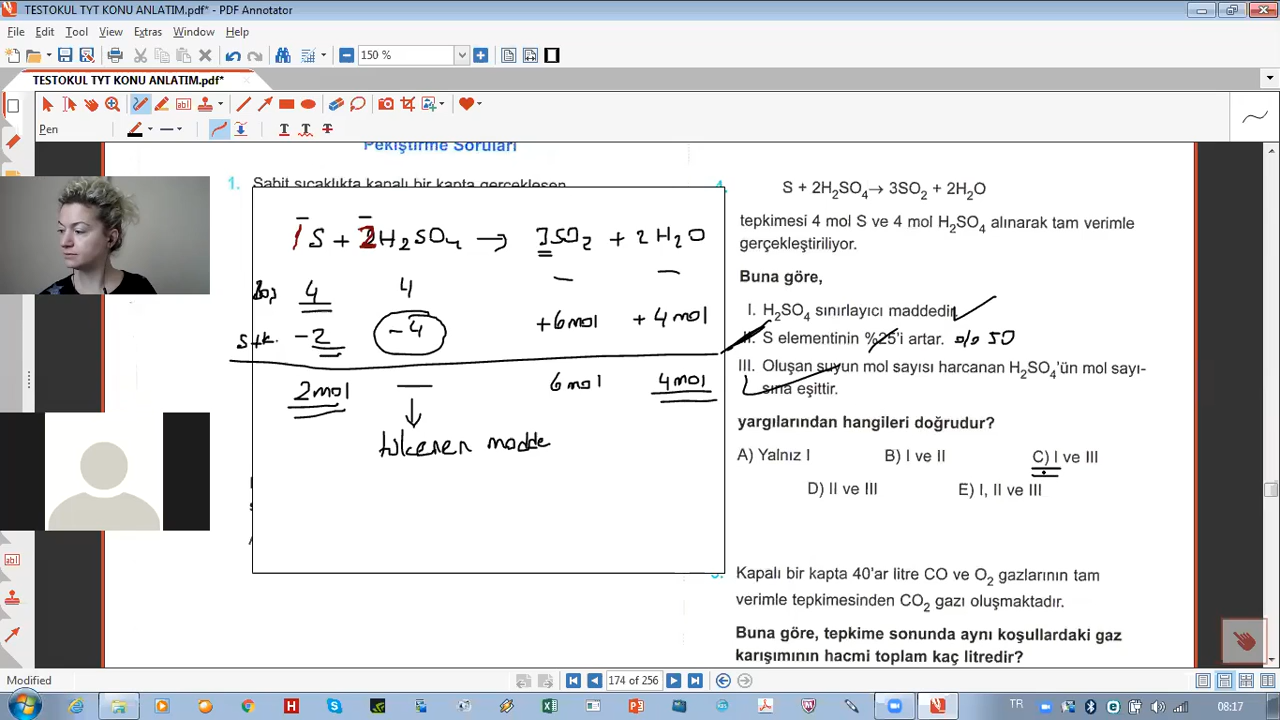 TESTOKUL TYT KONU ANLATIM.pdf* - PDF Annotator
File Edit Tool View Extras Window Help
150 %
TESTOKUL TYT KONU ANLATIM.pdf*
Pen
Pekiştirme Soruları
1. Sabit sıcaklıkta kapalı bir kapta gerçekleşen
1S + 2H₂SO₄ → 3SO₂ + 2H₂O
4 4 — —
-2 -4 +6mol +4mol
2mol — 6mol 4mol
tükenen madde
4.
S + 2H₂SO₄→ 3SO₂ + 2H₂O
tepkimesi 4 mol S ve 4 mol H₂SO₄ alınarak tam verimle
gerçekleştiriliyor.
Buna göre,
I. H₂SO₄ sınırlayıcı maddedir.
II. S elementinin %25'i artar. % 50
III. Oluşan suyun mol sayısı harcanan H₂SO₄'ün mol sayı-
sına eşittir.
yargılarından hangileri doğrudur?
A) Yalnız I B) I ve II C) I ve III
D) II ve III E) I, II ve III
5.
Kapalı bir kapta 40'ar litre CO ve O₂ gazlarının tam
verimle tepkimesinden CO₂ gazı oluşmaktadır.
Buna göre, tepkime sonunda aynı koşullardaki gaz
karışımının hacmi toplam kaç litredir?
Modified
174 of 256
TR
08:17